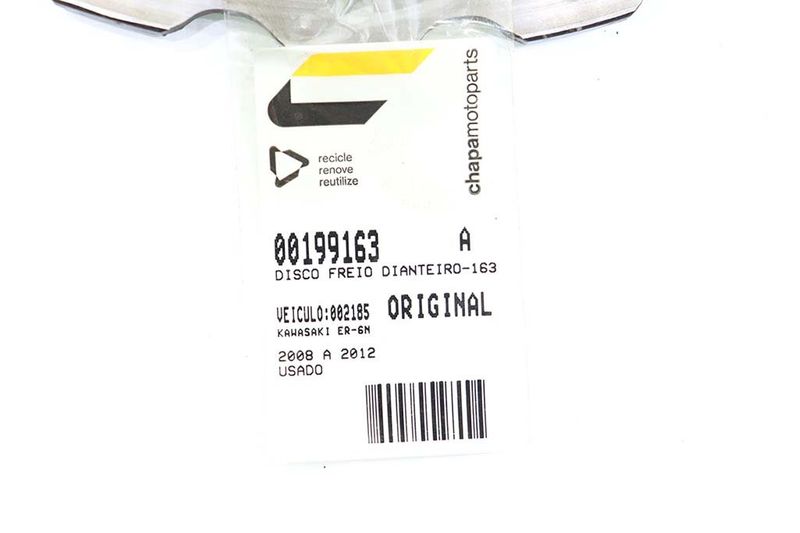 chapamotoparts
recicle
renove
reutilize
00199163 A
DISCO FREIO DIANTEIRO-163
VEICULO:002185 ORIGINAL
KAWASAKI ER-6N
2008 A 2012
USADO